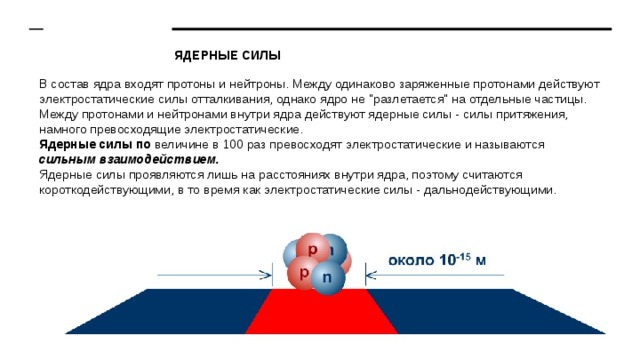 ЯДЕРНЫЕ СИЛЫ
В состав ядра входят протоны и нейтроны. Между одинаково заряженные протонами действуют
электростатические силы отталкивания, однако ядро не "разлетается" на отдельные частицы.
Между протонами и нейтронами внутри ядра действуют ядерные силы - силы притяжения,
намного превосходящие электростатические.
Ядерные силы по величине в 100 раз превосходят электростатические и называются
сильным взаимодействием.
Ядерные силы проявляются лишь на расстояниях внутри ядра, поэтому считаются
короткодействующими, в то время как электростатические силы - дальнодействующими.
p n
p n
около 10⁻¹⁵ м